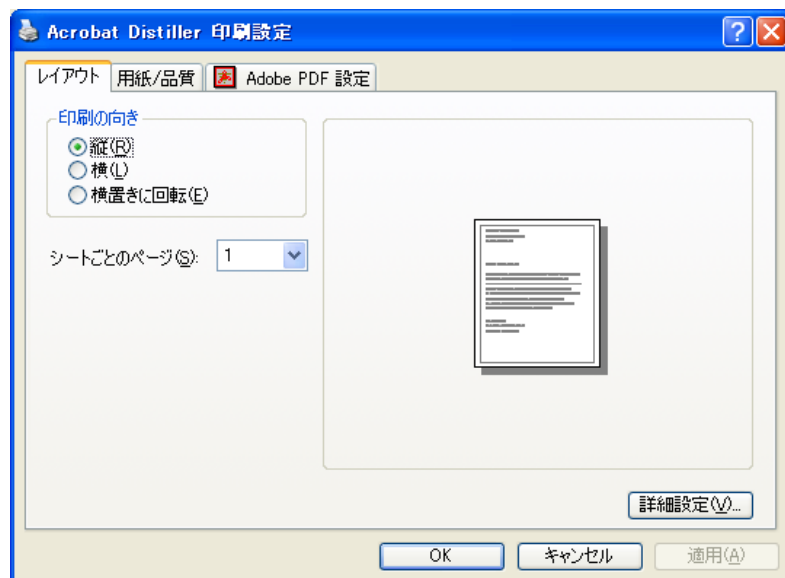 Acrobat Distiller 印刷設定
レイアウト 用紙/品質 Adobe PDF 設定
印刷の向き
縦(R)
横(L)
横置きに回転(E)
シートごとのページ(S): 1
詳細設定(V)...
OK キャンセル 適用(A)